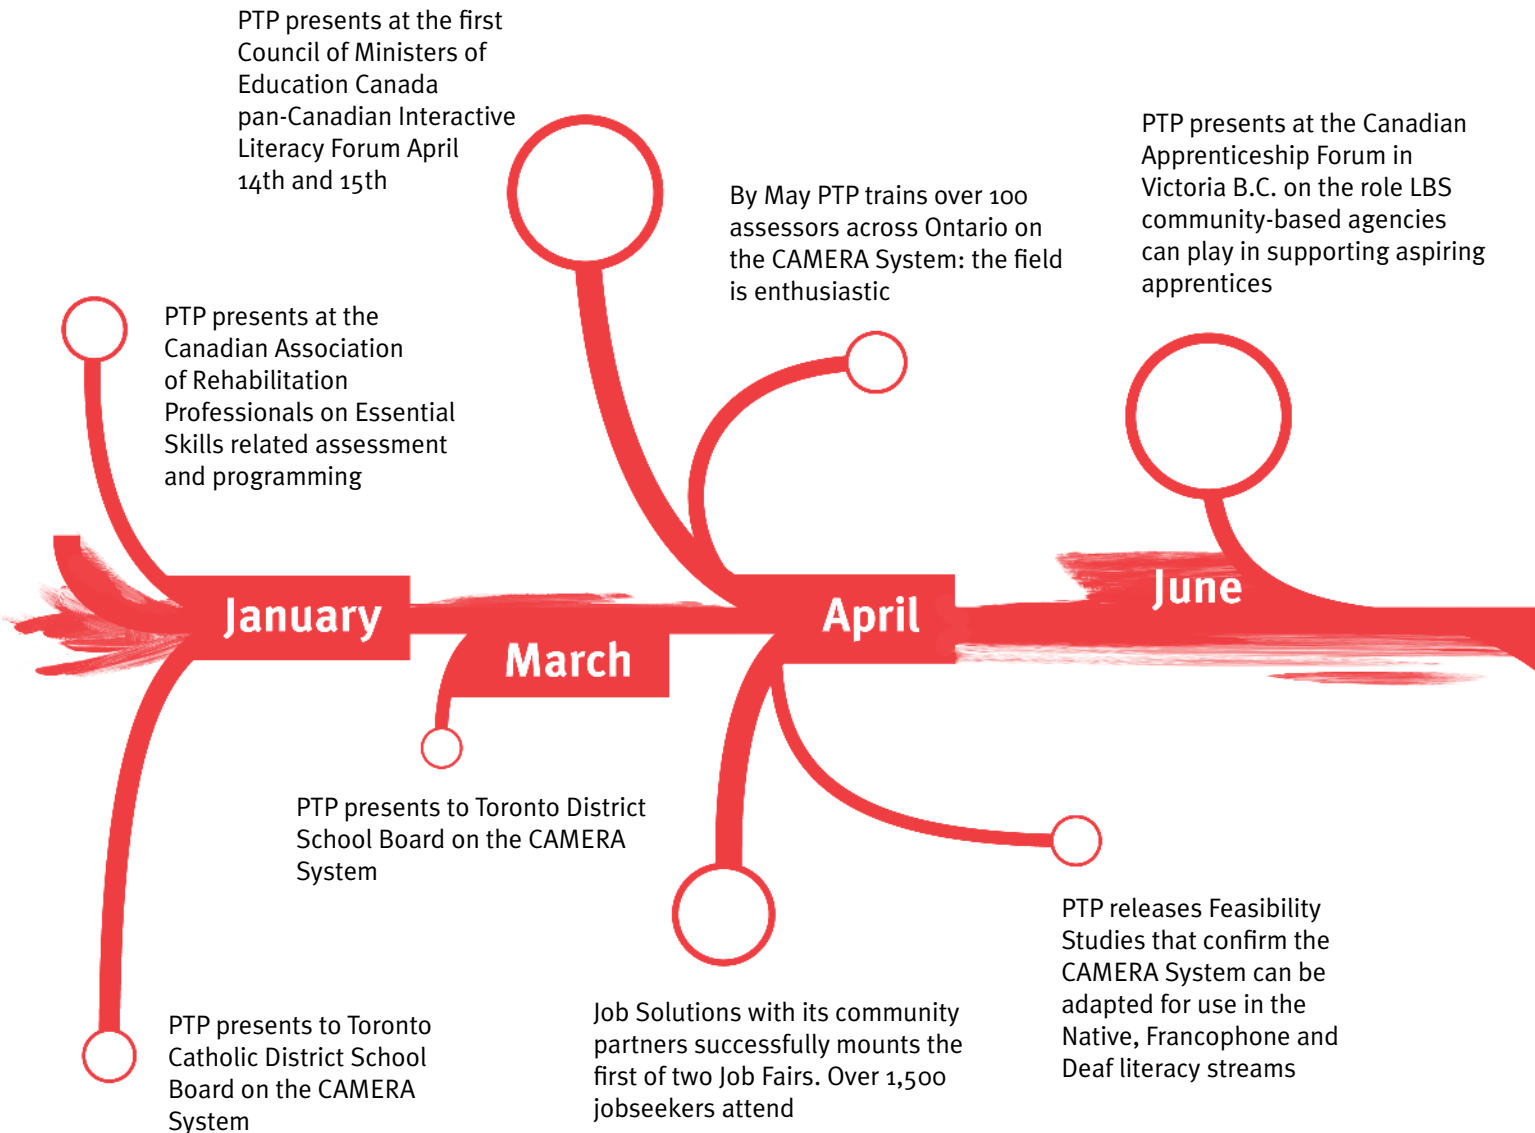 PTP presents at the first
Council of Ministers of
Education Canada
pan-Canadian Interactive
Literacy Forum April
14th and 15th
PTP presents at the Canadian
Apprenticeship Forum in
Victoria B.C. on the role LBS
community-based agencies
can play in supporting aspiring
apprentices
By May PTP trains over 100
assessors across Ontario on
the CAMERA System: the field
is enthusiastic
PTP presents at the
Canadian Association
of Rehabilitation
Professionals on Essential
Skills related assessment
and programming
January
March
April
June
PTP presents to Toronto District
School Board on the CAMERA
System
PTP releases Feasibility
Studies that confirm the
CAMERA System can be
adapted for use in the
Native, Francophone and
Deaf literacy streams
Job Solutions with its community
partners successfully mounts the
first of two Job Fairs. Over 1,500
jobseekers attend
PTP presents to Toronto
Catholic District School
Board on the CAMERA
System